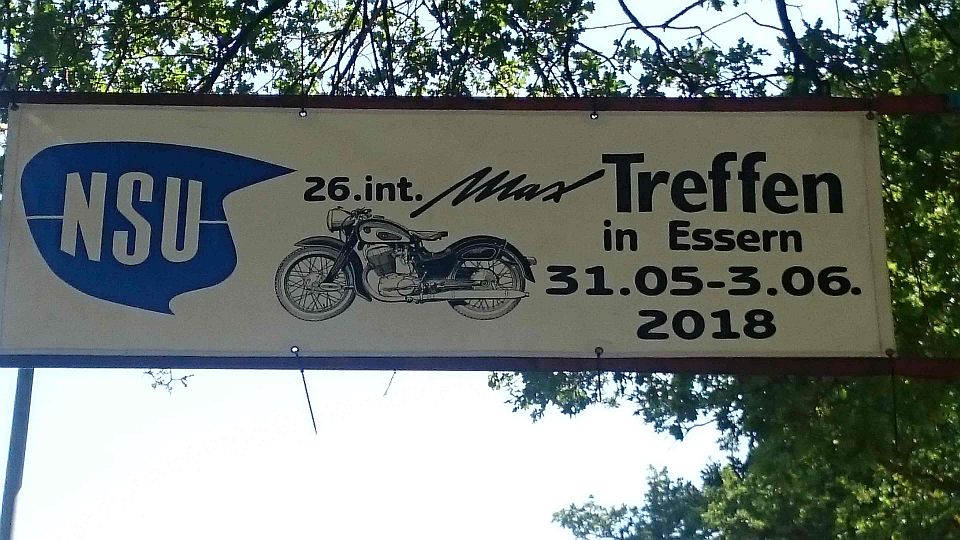 NSU
26.int. Max Treffen
in Essern
31.05-3.06.
2018